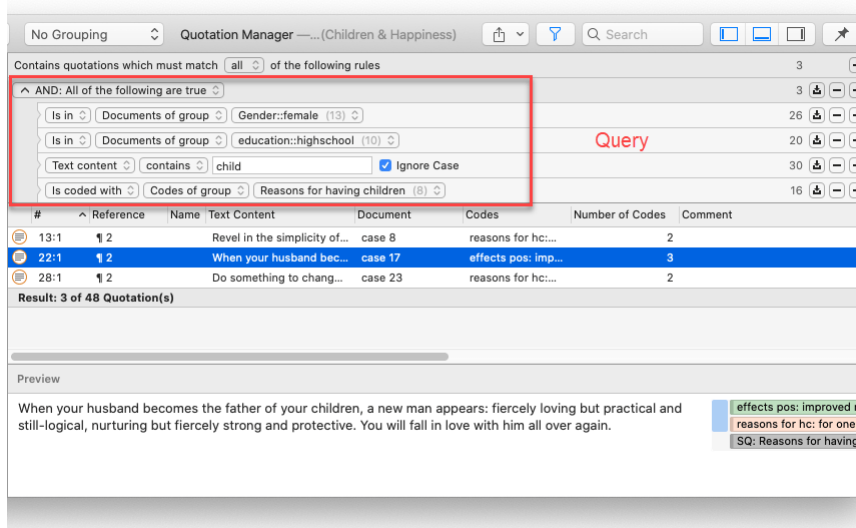 No Grouping Quotation Manager —...(Children & Happiness) Search
Contains quotations which must match all of the following rules 3
AND: All of the following are true 3
Is in Documents of group Gender::female (13) 26
Is in Documents of group education::highschool (10) 20
Query
Text content contains child Ignore Case 30
Is coded with Codes of group Reasons for having children (8) 16
# Reference Name Text Content Document Codes Number of Codes Comment
13:1 ¶ 2 Revel in the simplicity of... case 8 reasons for hc:... 2
22:1 ¶ 2 When your husband bec... case 17 effects pos: imp... 3
28:1 ¶ 2 Do something to chang... case 23 reasons for hc:... 2
Result: 3 of 48 Quotation(s)
Preview
When your husband becomes the father of your children, a new man appears: fiercely loving but practical and
still-logical, nurturing but fiercely strong and protective. You will fall in love with him all over again.
effects pos: improved
reasons for hc: for one
SQ: Reasons for having